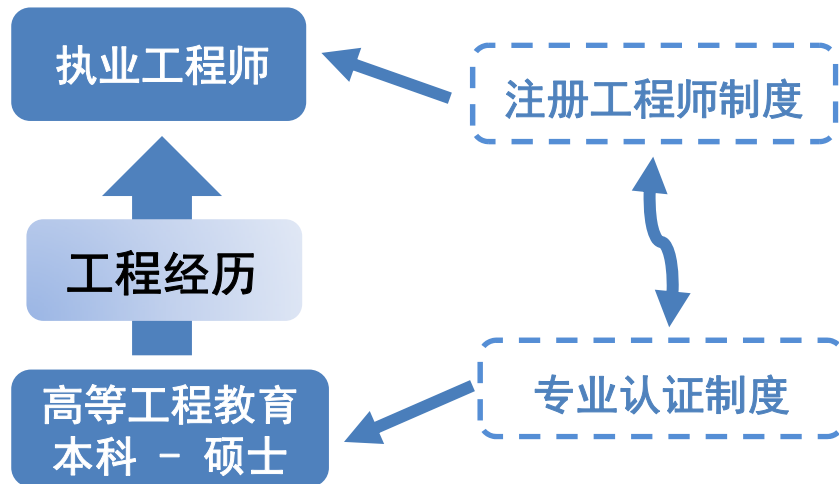 执业工程师
注册工程师制度
工程经历
高等工程教育
本科 - 硕士
专业认证制度